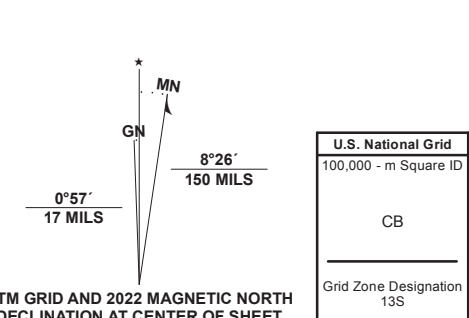 ★
MN
GN
8°26´
150 MILS
0°57´
17 MILS
TM GRID AND 2022 MAGNETIC NORTH
DECLINATION AT CENTER OF SHEET
U.S. National Grid
100,000 - m Square ID
CB
Grid Zone Designation
13S